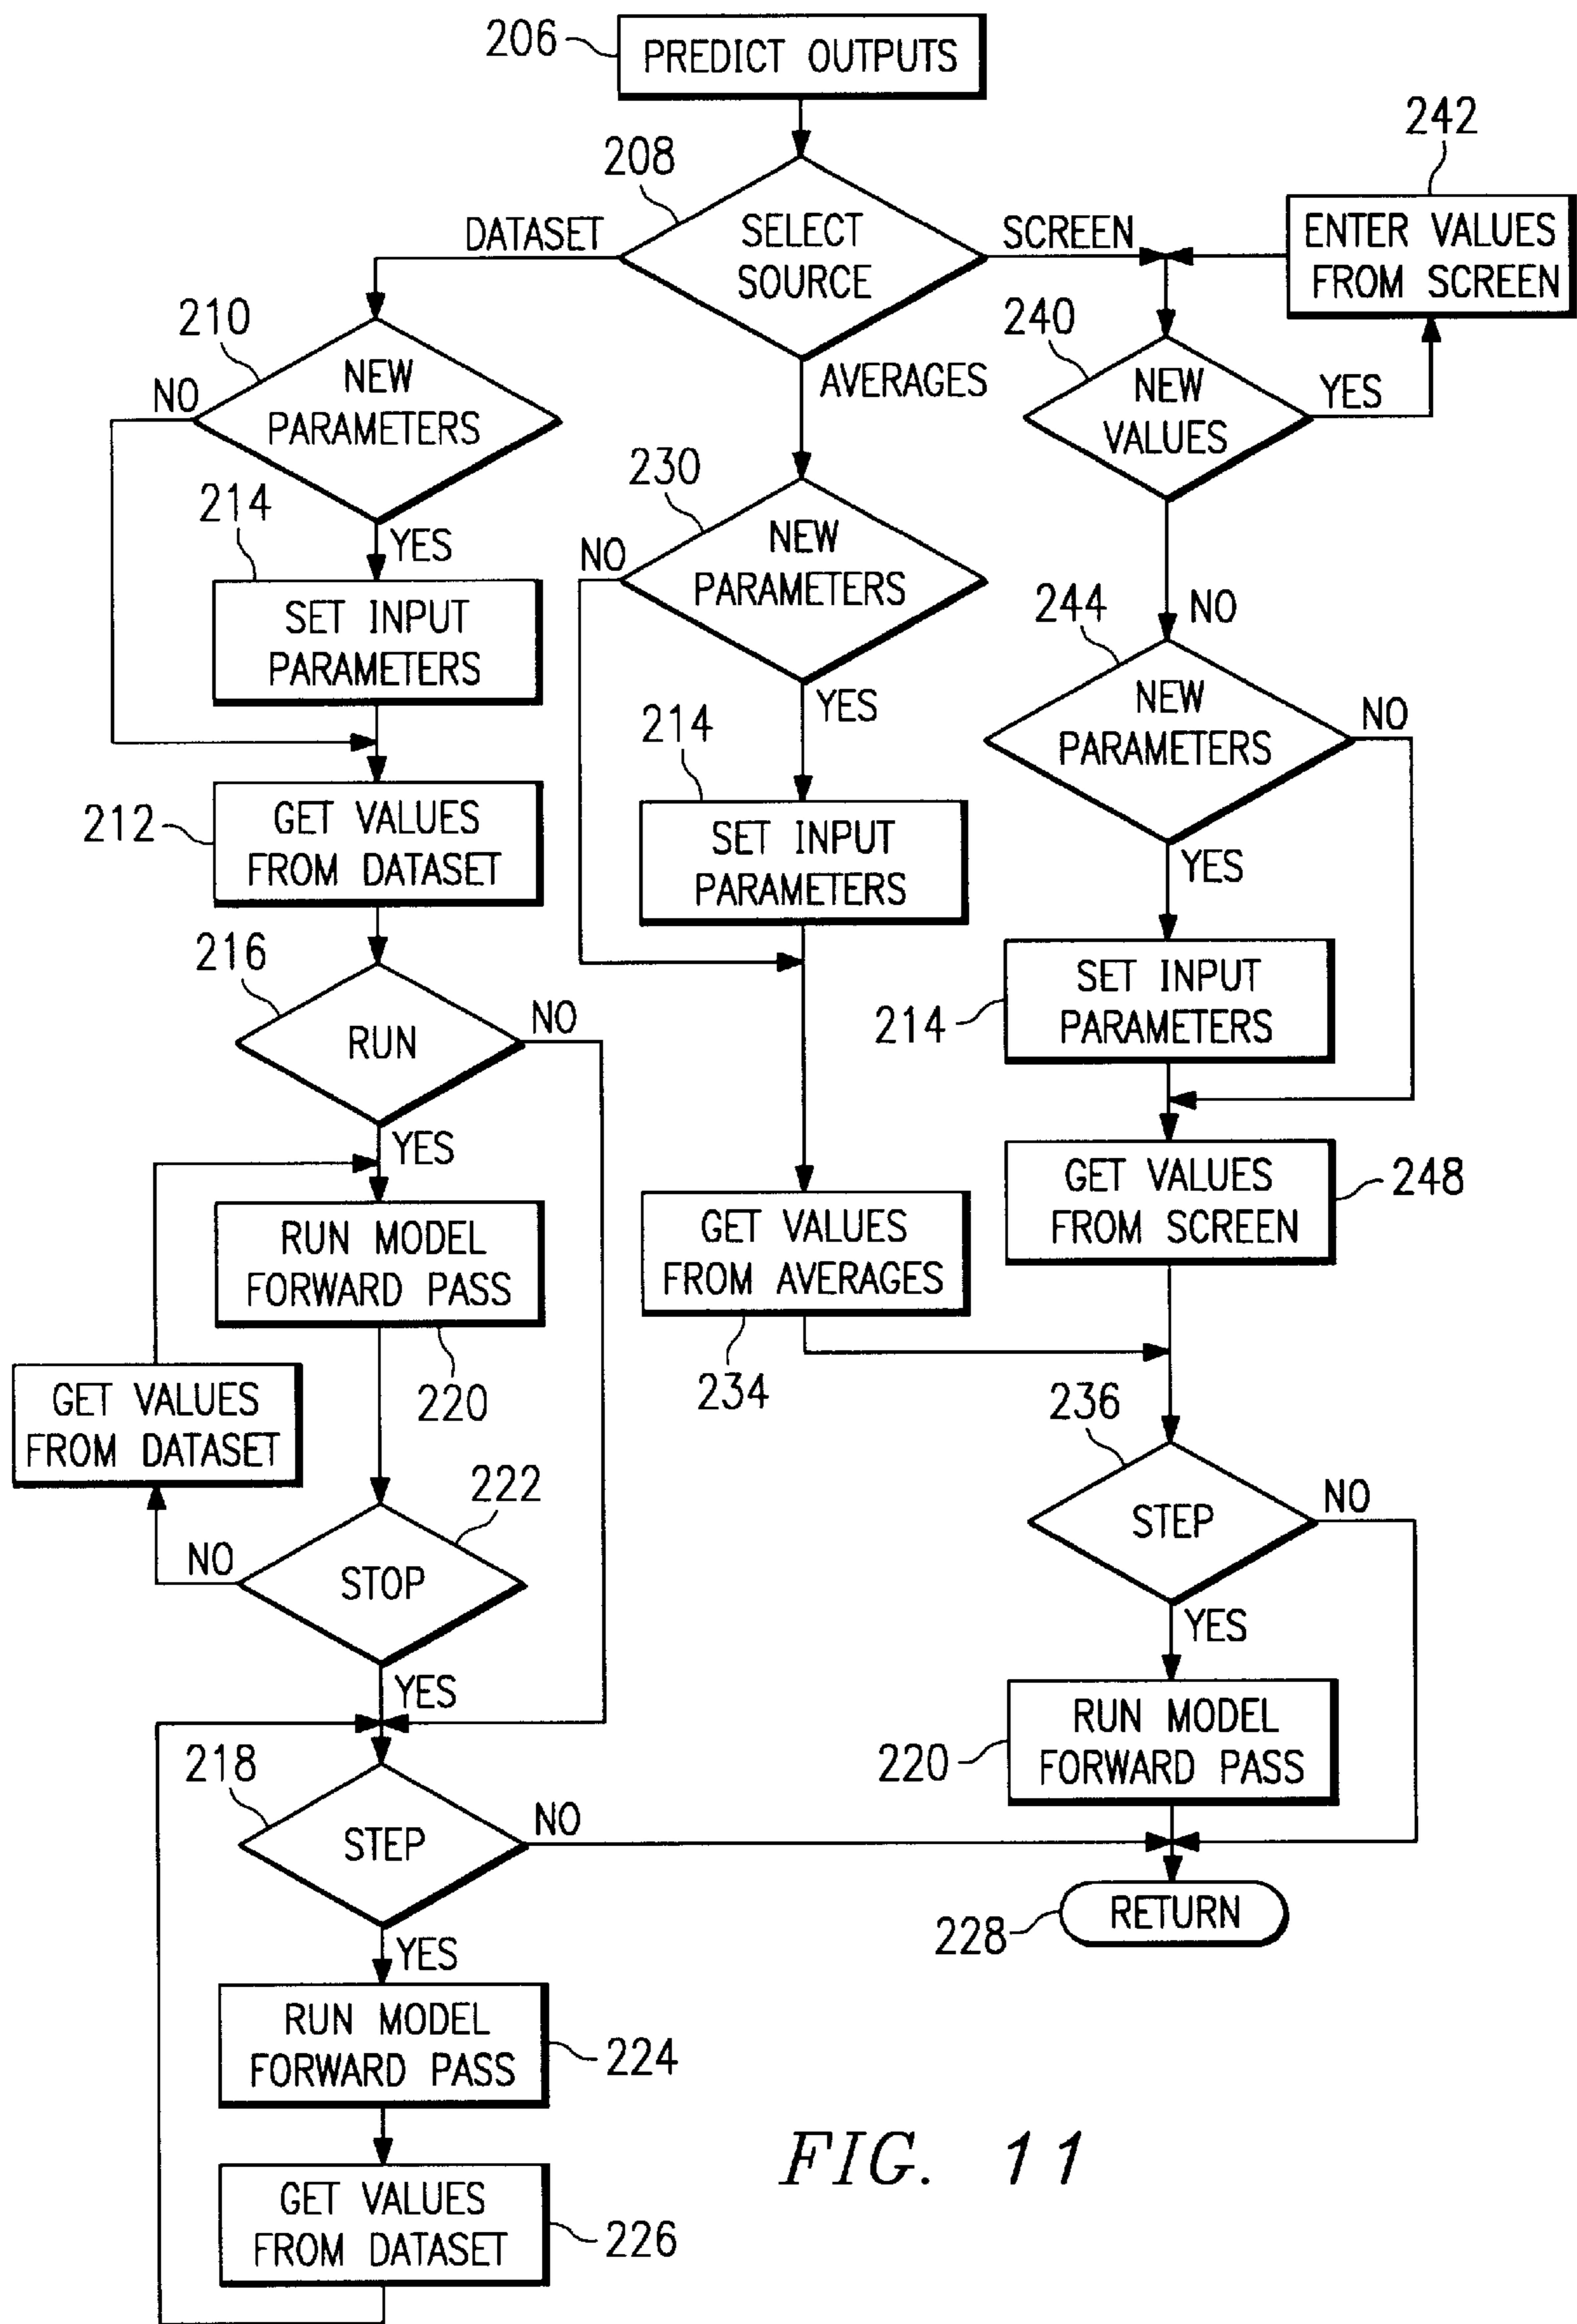 206
PREDICT OUTPUTS
208
SELECT
SOURCE
DATASET
SCREEN
AVERAGES
242
ENTER VALUES
FROM SCREEN
210
NEW
PARAMETERS
NO
YES
214
SET INPUT
PARAMETERS
212
GET VALUES
FROM DATASET
216
RUN
NO
YES
RUN MODEL
FORWARD PASS
220
GET VALUES
FROM DATASET
222
STOP
NO
YES
218
STEP
NO
YES
RUN MODEL
FORWARD PASS
224
GET VALUES
FROM DATASET
226
230
NEW
PARAMETERS
NO
YES
214
SET INPUT
PARAMETERS
GET VALUES
FROM AVERAGES
234
240
NEW
VALUES
YES
NO
244
NEW
PARAMETERS
NO
YES
SET INPUT
PARAMETERS
214
GET VALUES
FROM SCREEN
248
236
STEP
NO
YES
RUN MODEL
FORWARD PASS
220
RETURN
228
FIG. 11